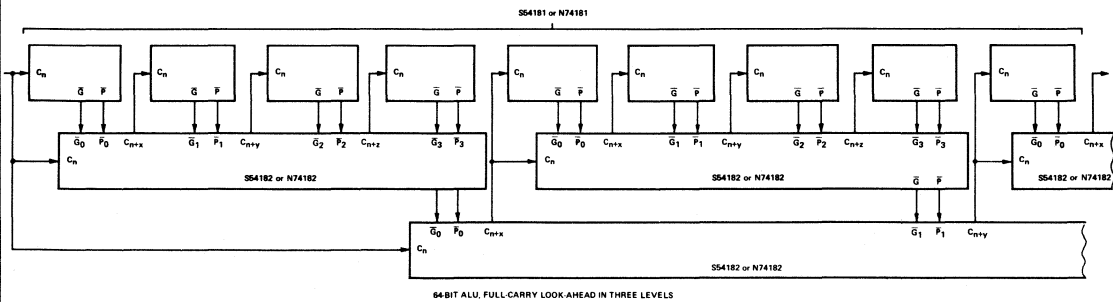 S54181 or N74181
Cn Cn Cn Cn Cn Cn Cn Cn Cn
G̅ P̅ G̅ P̅ G̅ P̅ G̅ P̅ G̅ P̅ G̅ P̅ G̅ P̅ G̅ P̅ G̅ P̅
G̅0 P̅0 Cn+x G̅1 P̅1 Cn+y G̅2 P̅2 Cn+z G̅3 P̅3 G̅0 P̅0 Cn+x G̅1 P̅1 Cn+y G̅2 P̅2 Cn+z G̅3 P̅3 G̅0 P̅0 Cn+x
Cn Cn Cn
S54182 or N74182 S54182 or N74182 S54182 or N74182
G̅ P̅
G̅0 P̅0 Cn+x G̅1 P̅1 Cn+y
Cn
S54182 or N74182
64-BIT ALU, FULL-CARRY LOOK-AHEAD IN THREE LEVELS